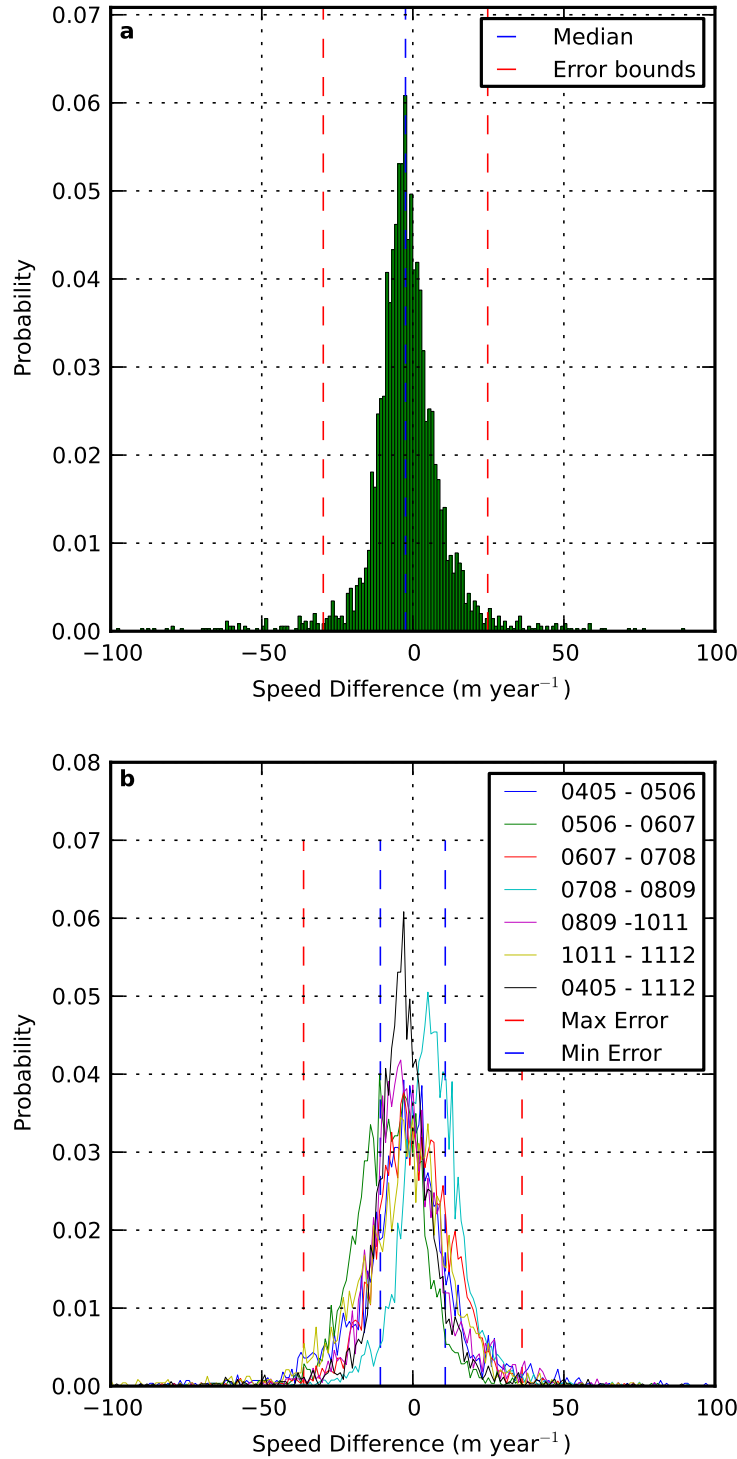 a
0.07
0.06
0.05
0.04
0.03
0.02
0.01
0.00
Probability
Median
Error bounds
−100
−50
0
50
100
Speed Difference (m year⁻¹)
b
0.08
0.07
0.06
0.05
0.04
0.03
0.02
0.01
0.00
Probability
0405 - 0506
0506 - 0607
0607 - 0708
0708 - 0809
0809 -1011
1011 - 1112
0405 - 1112
Max Error
Min Error
−100
−50
0
50
100
Speed Difference (m year⁻¹)